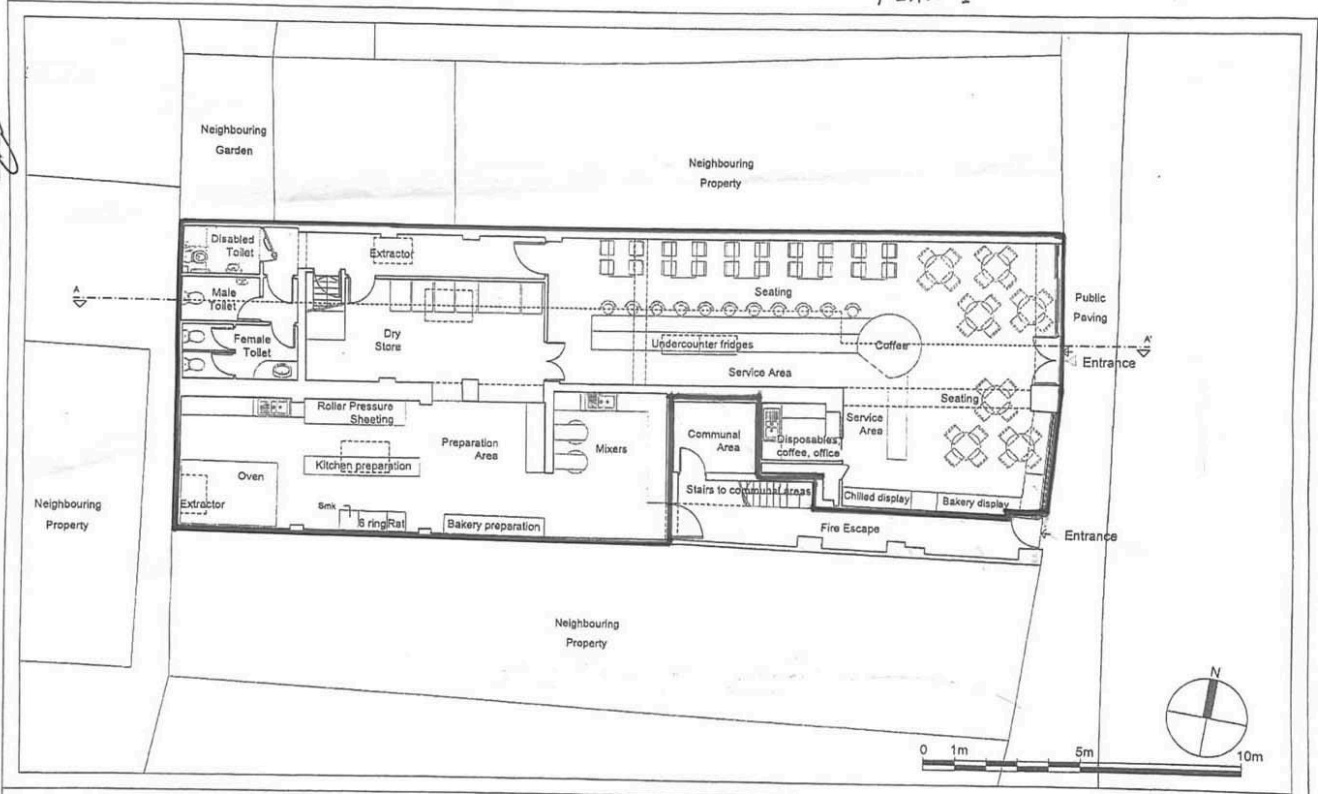 Neighbouring
Garden
Neighbouring
Property
Disabled
Toilet
Extractor
Male
Toilet
Female
Toilet
Dry
Store
Seating
Undercounter fridges
Coffee
Service Area
Public
Paving
A
A'
Entrance
Seating
Roller Pressure
Sheeting
Preparation
Area
Kitchen preparation
Mixers
Communal
Area
Disposables,
coffee, office
Service
Area
Oven
Extractor
Smk
6 ring
Rat
Bakery preparation
Stairs to communal areas
Chilled display
Bakery display
Fire Escape
Entrance
Neighbouring
Property
Neighbouring
Property
N
0 1m 5m 10m